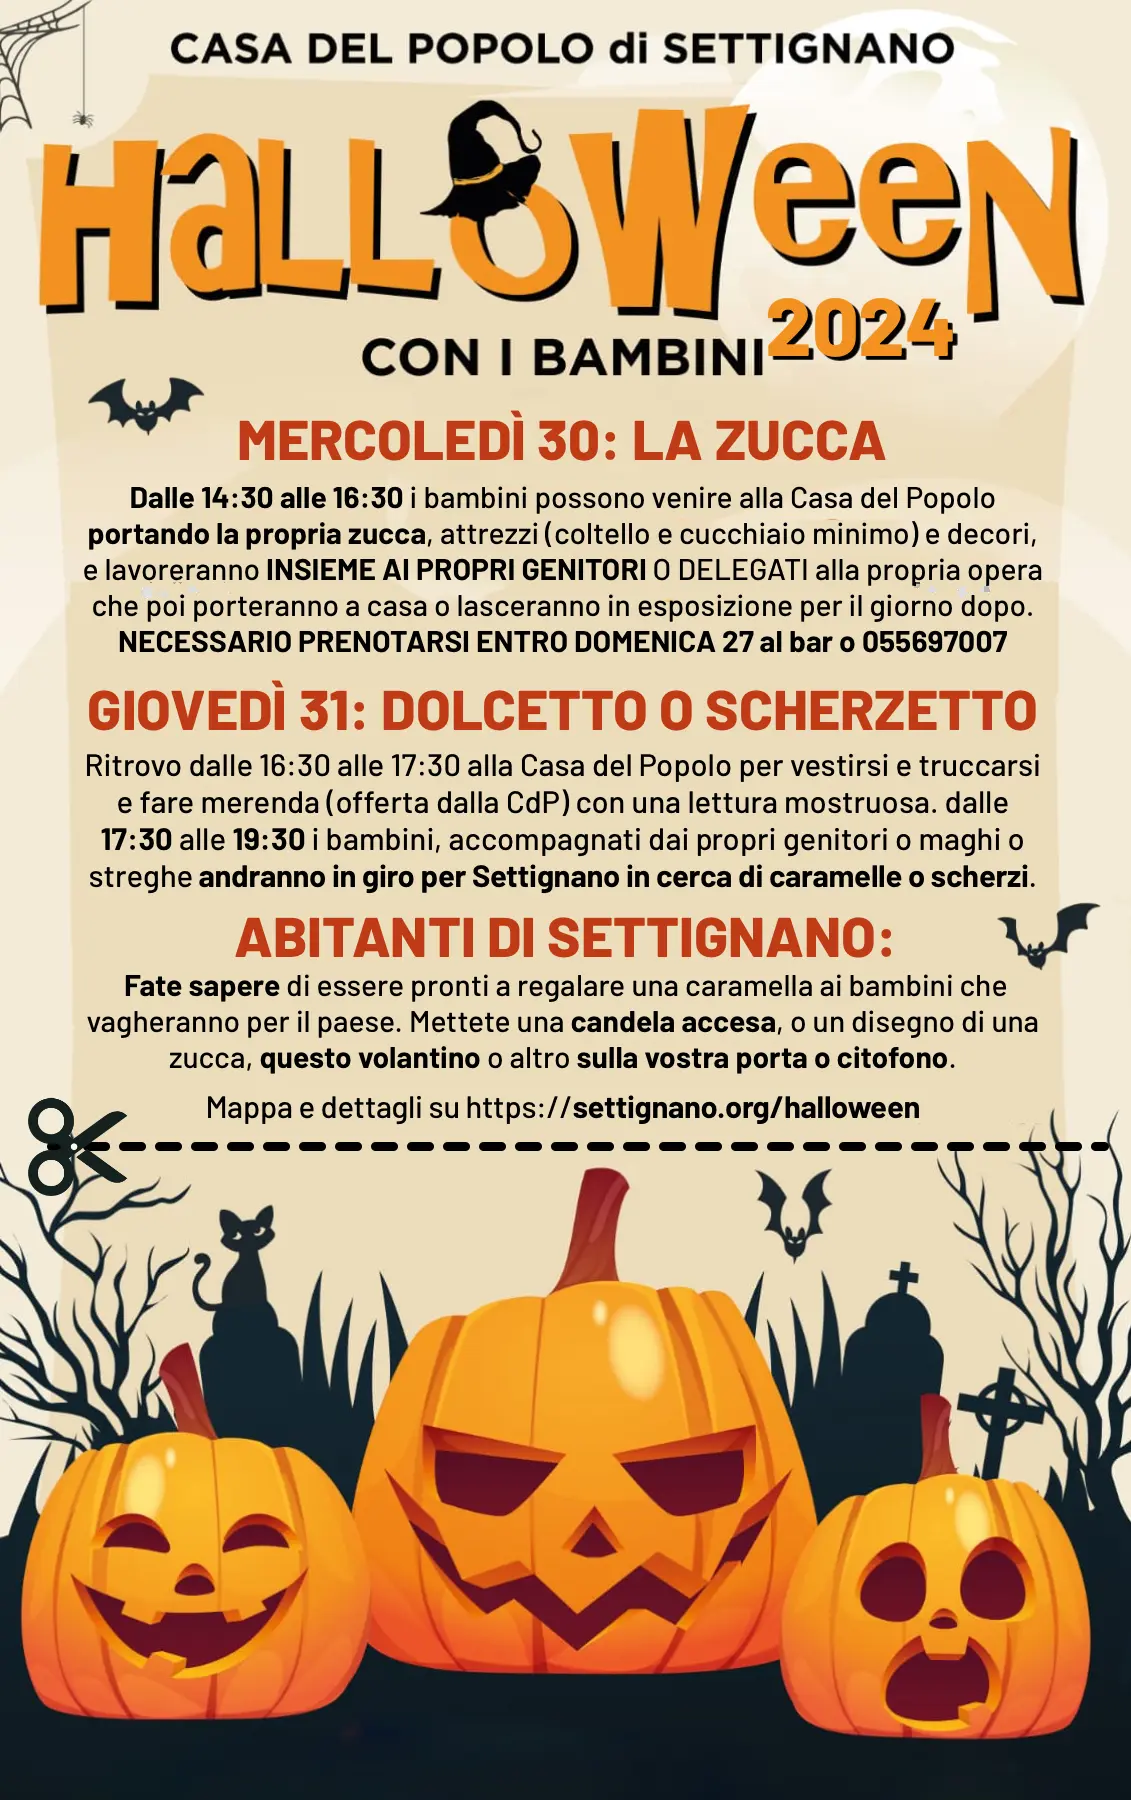 CASA DEL POPOLO di SETTIGNANO
HaLLOWeeN
2024
CON I BAMBINI
MERCOLEDÌ 30: LA ZUCCA
Dalle 14:30 alle 16:30 i bambini possono venire alla Casa del Popolo
portando la propria zucca, attrezzi (coltello e cucchiaio minimo) e decori,
e lavoreranno INSIEME AI PROPRI GENITORI O DELEGATI alla propria opera
che poi porteranno a casa o lasceranno in esposizione per il giorno dopo.
NECESSARIO PRENOTARSI ENTRO DOMENICA 27 al bar o 055697007
GIOVEDÌ 31: DOLCETTO O SCHERZETTO
Ritrovo dalle 16:30 alle 17:30 alla Casa del Popolo per vestirsi e truccarsi
e fare merenda (offerta dalla CdP) con una lettura mostruosa. dalle
17:30 alle 19:30 i bambini, accompagnati dai propri genitori o maghi o
streghe andranno in giro per Settignano in cerca di caramelle o scherzi.
ABITANTI DI SETTIGNANO:
Fate sapere di essere pronti a regalare una caramella ai bambini che
vagheranno per il paese. Mettete una candela accesa, o un disegno di una
zucca, questo volantino o altro sulla vostra porta o citofono.
Mappa e dettagli su https://settignano.org/halloween